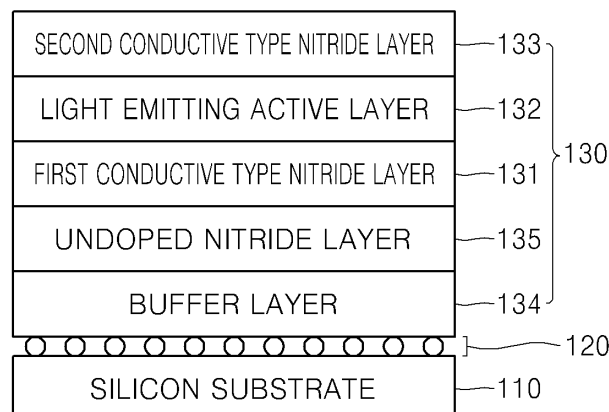 SECOND CONDUCTIVE TYPE NITRIDE LAYER 133
LIGHT EMITTING ACTIVE LAYER 132
130
FIRST CONDUCTIVE TYPE NITRIDE LAYER 131
UNDOPED NITRIDE LAYER 135
BUFFER LAYER 134
120
SILICON SUBSTRATE 110